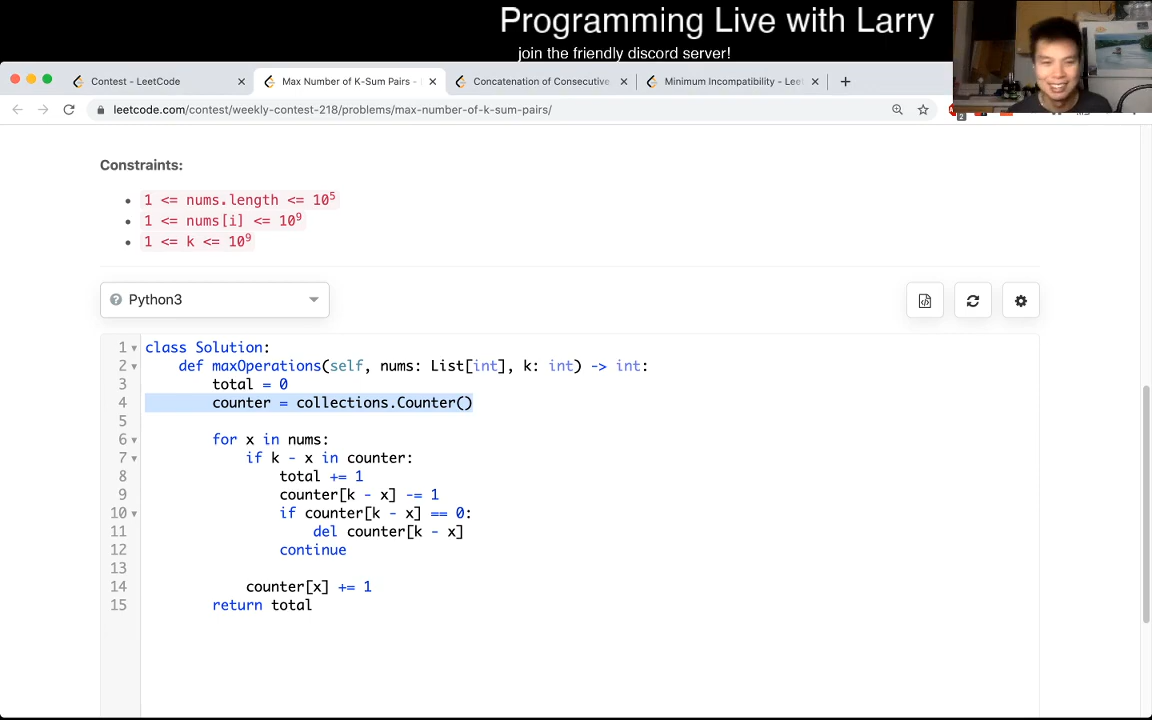 Programming Live with Larry
join the friendly discord server!
Contest - LeetCode
Max Number of K-Sum Pairs -
Concatenation of Consecutive
Minimum Incompatibility - Leet
leetcode.com/contest/weekly-contest-218/problems/max-number-of-k-sum-pairs/
2
Constraints:
1 <= nums.length <= 10⁵
1 <= nums[i] <= 10⁹
1 <= k <= 10⁹
Python3
1 class Solution:
2 def maxOperations(self, nums: List[int], k: int) -> int:
3 total = 0
4 counter = collections.Counter()
5
6 for x in nums:
7 if k - x in counter:
8 total += 1
9 counter[k - x] -= 1
10 if counter[k - x] == 0:
11 del counter[k - x]
12 continue
13
14 counter[x] += 1
15 return total